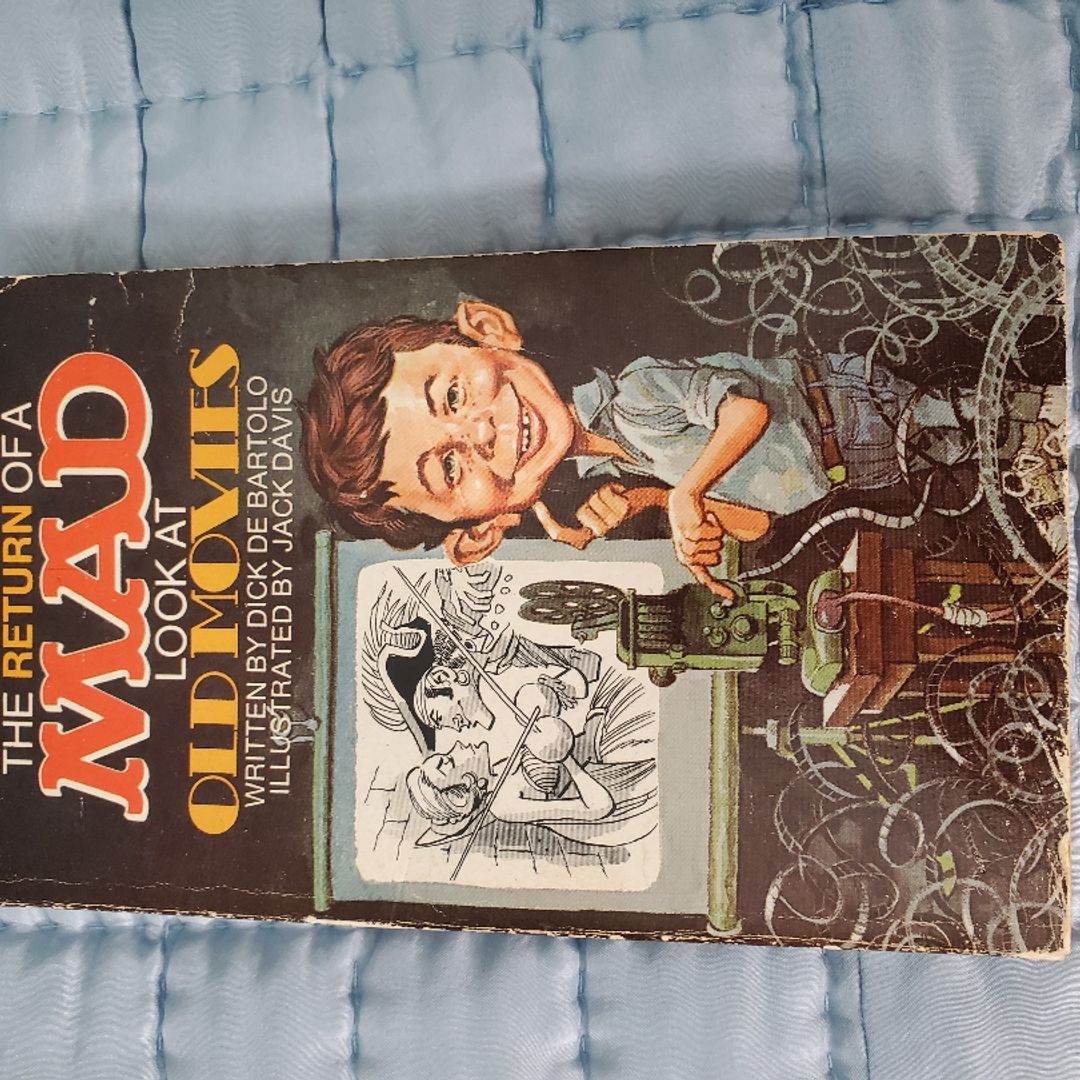 THE RETURN OF A
MAD
LOOK AT
OLD MOVIES
WRITTEN BY DICK DE BARTOLO
ILLUSTRATED BY JACK DAVIS